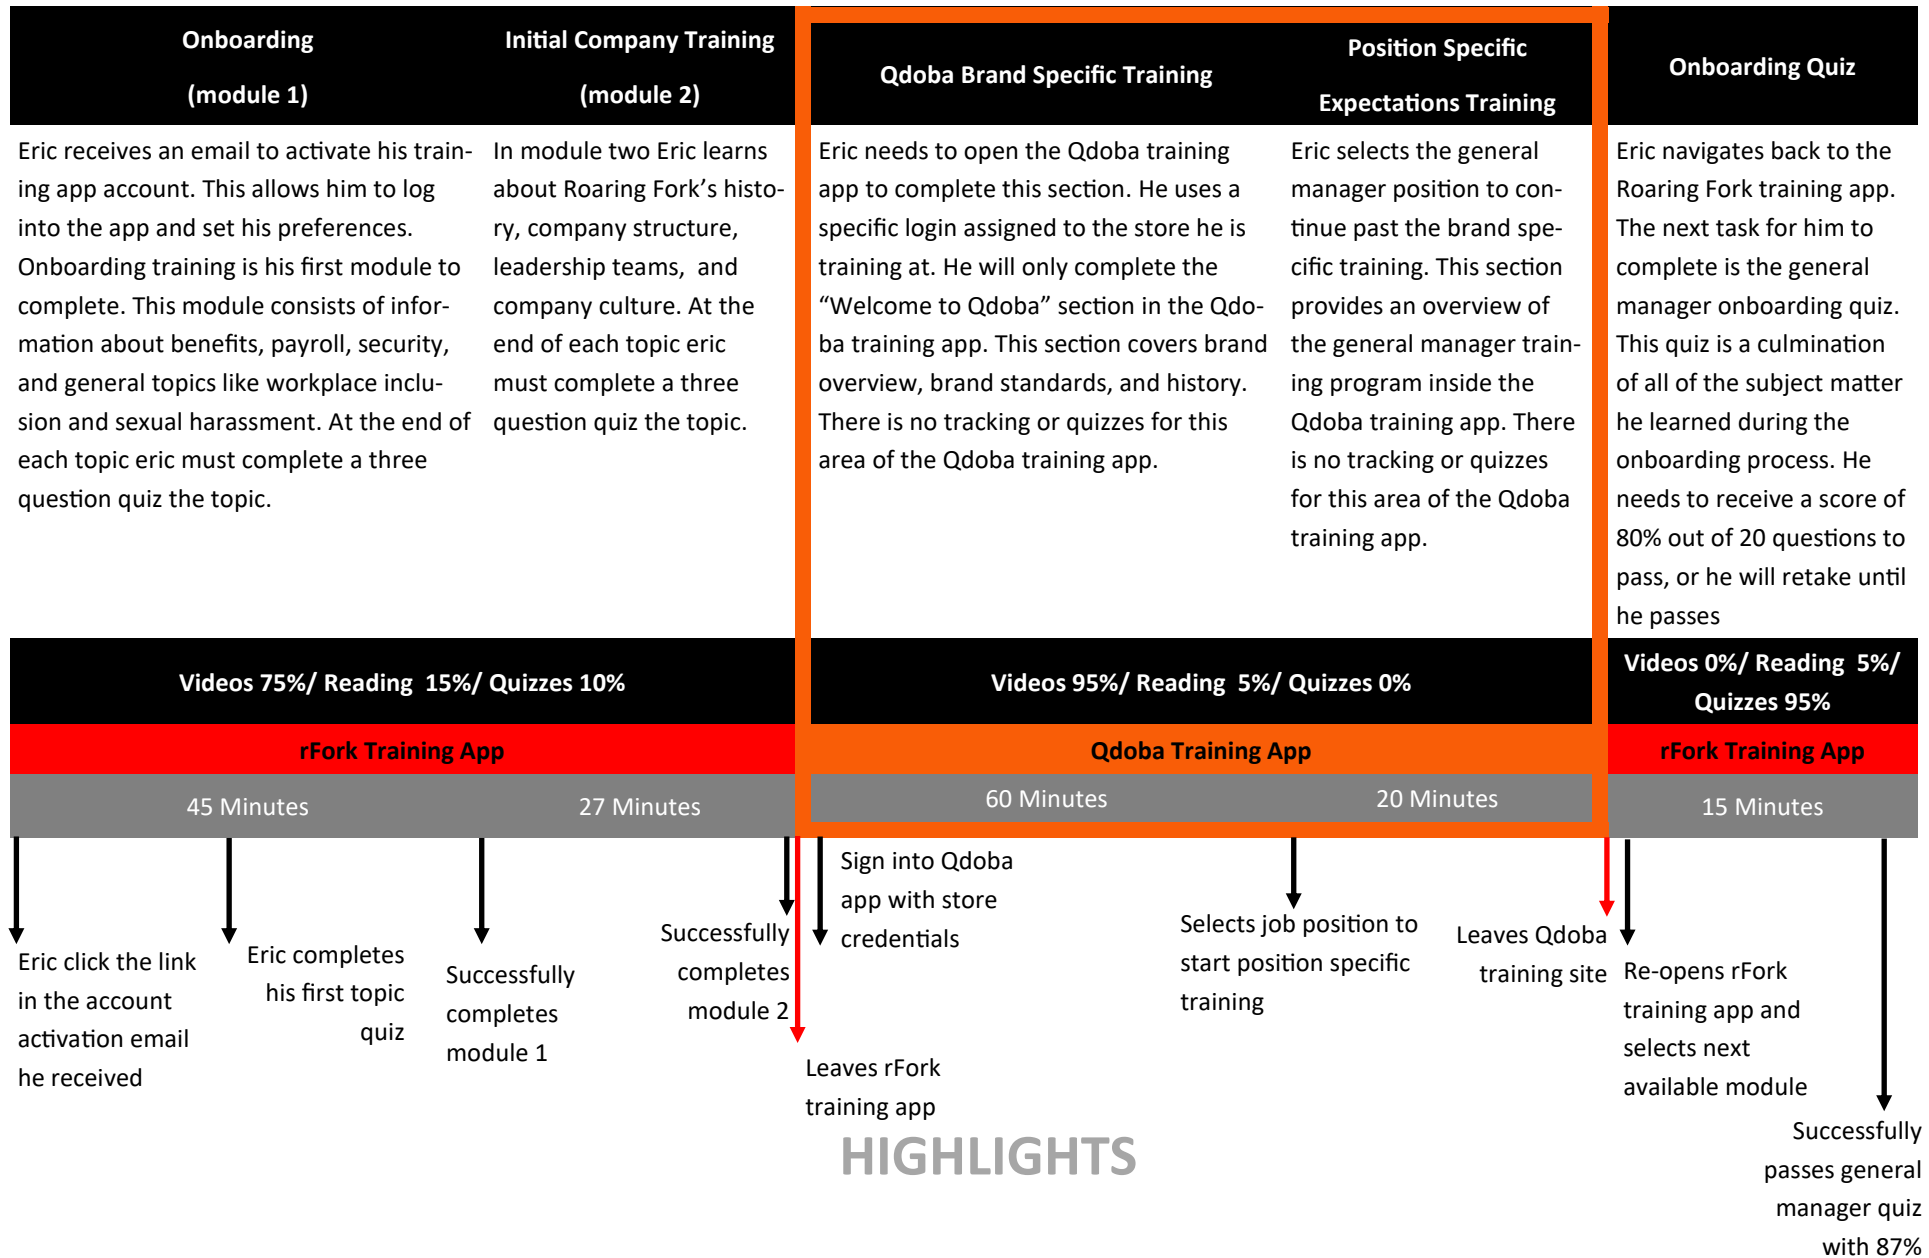 Onboarding
(module 1)
Initial Company Training
(module 2)
Qdoba Brand Specific Training
Position Specific
Expectations Training
Onboarding Quiz
Eric receives an email to activate his train-
ing app account. This allows him to log
into the app and set his preferences.
Onboarding training is his first module to
complete. This module consists of infor-
mation about benefits, payroll, security,
and general topics like workplace inclu-
sion and sexual harassment. At the end of
each topic eric must complete a three
question quiz the topic.
In module two Eric learns
about Roaring Fork's histo-
ry, company structure,
leadership teams, and
company culture. At the
end of each topic eric
must complete a three
question quiz the topic.
Eric needs to open the Qdoba training
app to complete this section. He uses a
specific login assigned to the store he is
training at. He will only complete the
“Welcome to Qdoba” section in the Qdo-
ba training app. This section covers brand
overview, brand standards, and history.
There is no tracking or quizzes for this
area of the Qdoba training app.
Eric selects the general
manager position to con-
tinue past the brand spe-
cific training. This section
provides an overview of
the general manager train-
ing program inside the
Qdoba training app. There
is no tracking or quizzes
for this area of the Qdoba
training app.
Eric navigates back to the
Roaring Fork training app.
The next task for him to
complete is the general
manager onboarding quiz.
This quiz is a culmination
of all of the subject matter
he learned during the
onboarding process. He
needs to receive a score of
80% out of 20 questions to
pass, or he will retake until
he passes
Videos 75%/ Reading 15%/ Quizzes 10%
Videos 95%/ Reading 5%/ Quizzes 0%
Videos 0%/ Reading 5%/
Quizzes 95%
rFork Training App
Qdoba Training App
rFork Training App
45 Minutes
27 Minutes
60 Minutes
20 Minutes
15 Minutes
Eric click the link
in the account
activation email
he received
Eric completes
his first topic
quiz
Successfully
completes
module 1
Successfully
completes
module 2
Leaves rFork
training app
Sign into Qdoba
app with store
credentials
Selects job position to
start position specific
training
Leaves Qdoba
training site
Re-opens rFork
training app and
selects next
available module
Successfully
passes general
manager quiz
with 87%
HIGHLIGHTS